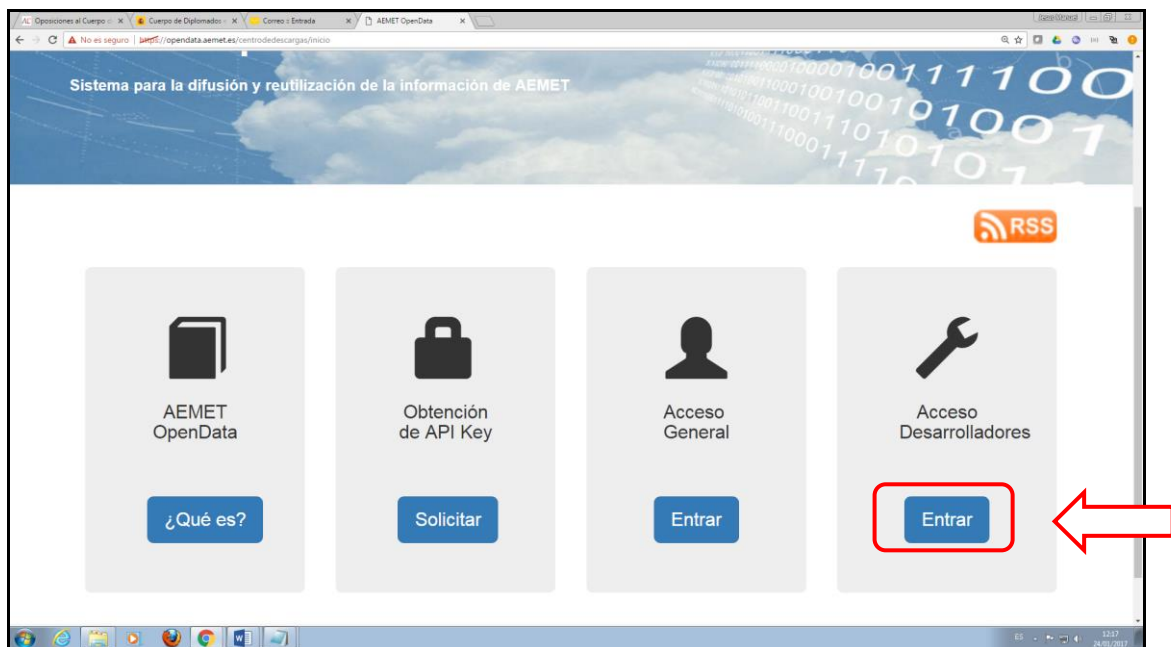 Oposiciones al Cuerpo d
Cuerpo de Diplomados
Correo :: Entrada
AEMET OpenData
No es seguro | https://opendata.aemet.es/centrodedescargas/inicio
Sistema para la difusión y reutilización de la información de AEMET
RSS
AEMET
OpenData
¿Qué es?
Obtención
de API Key
Solicitar
Acceso
General
Entrar
Acceso
Desarrolladores
Entrar
ES
12:17
24/01/2017